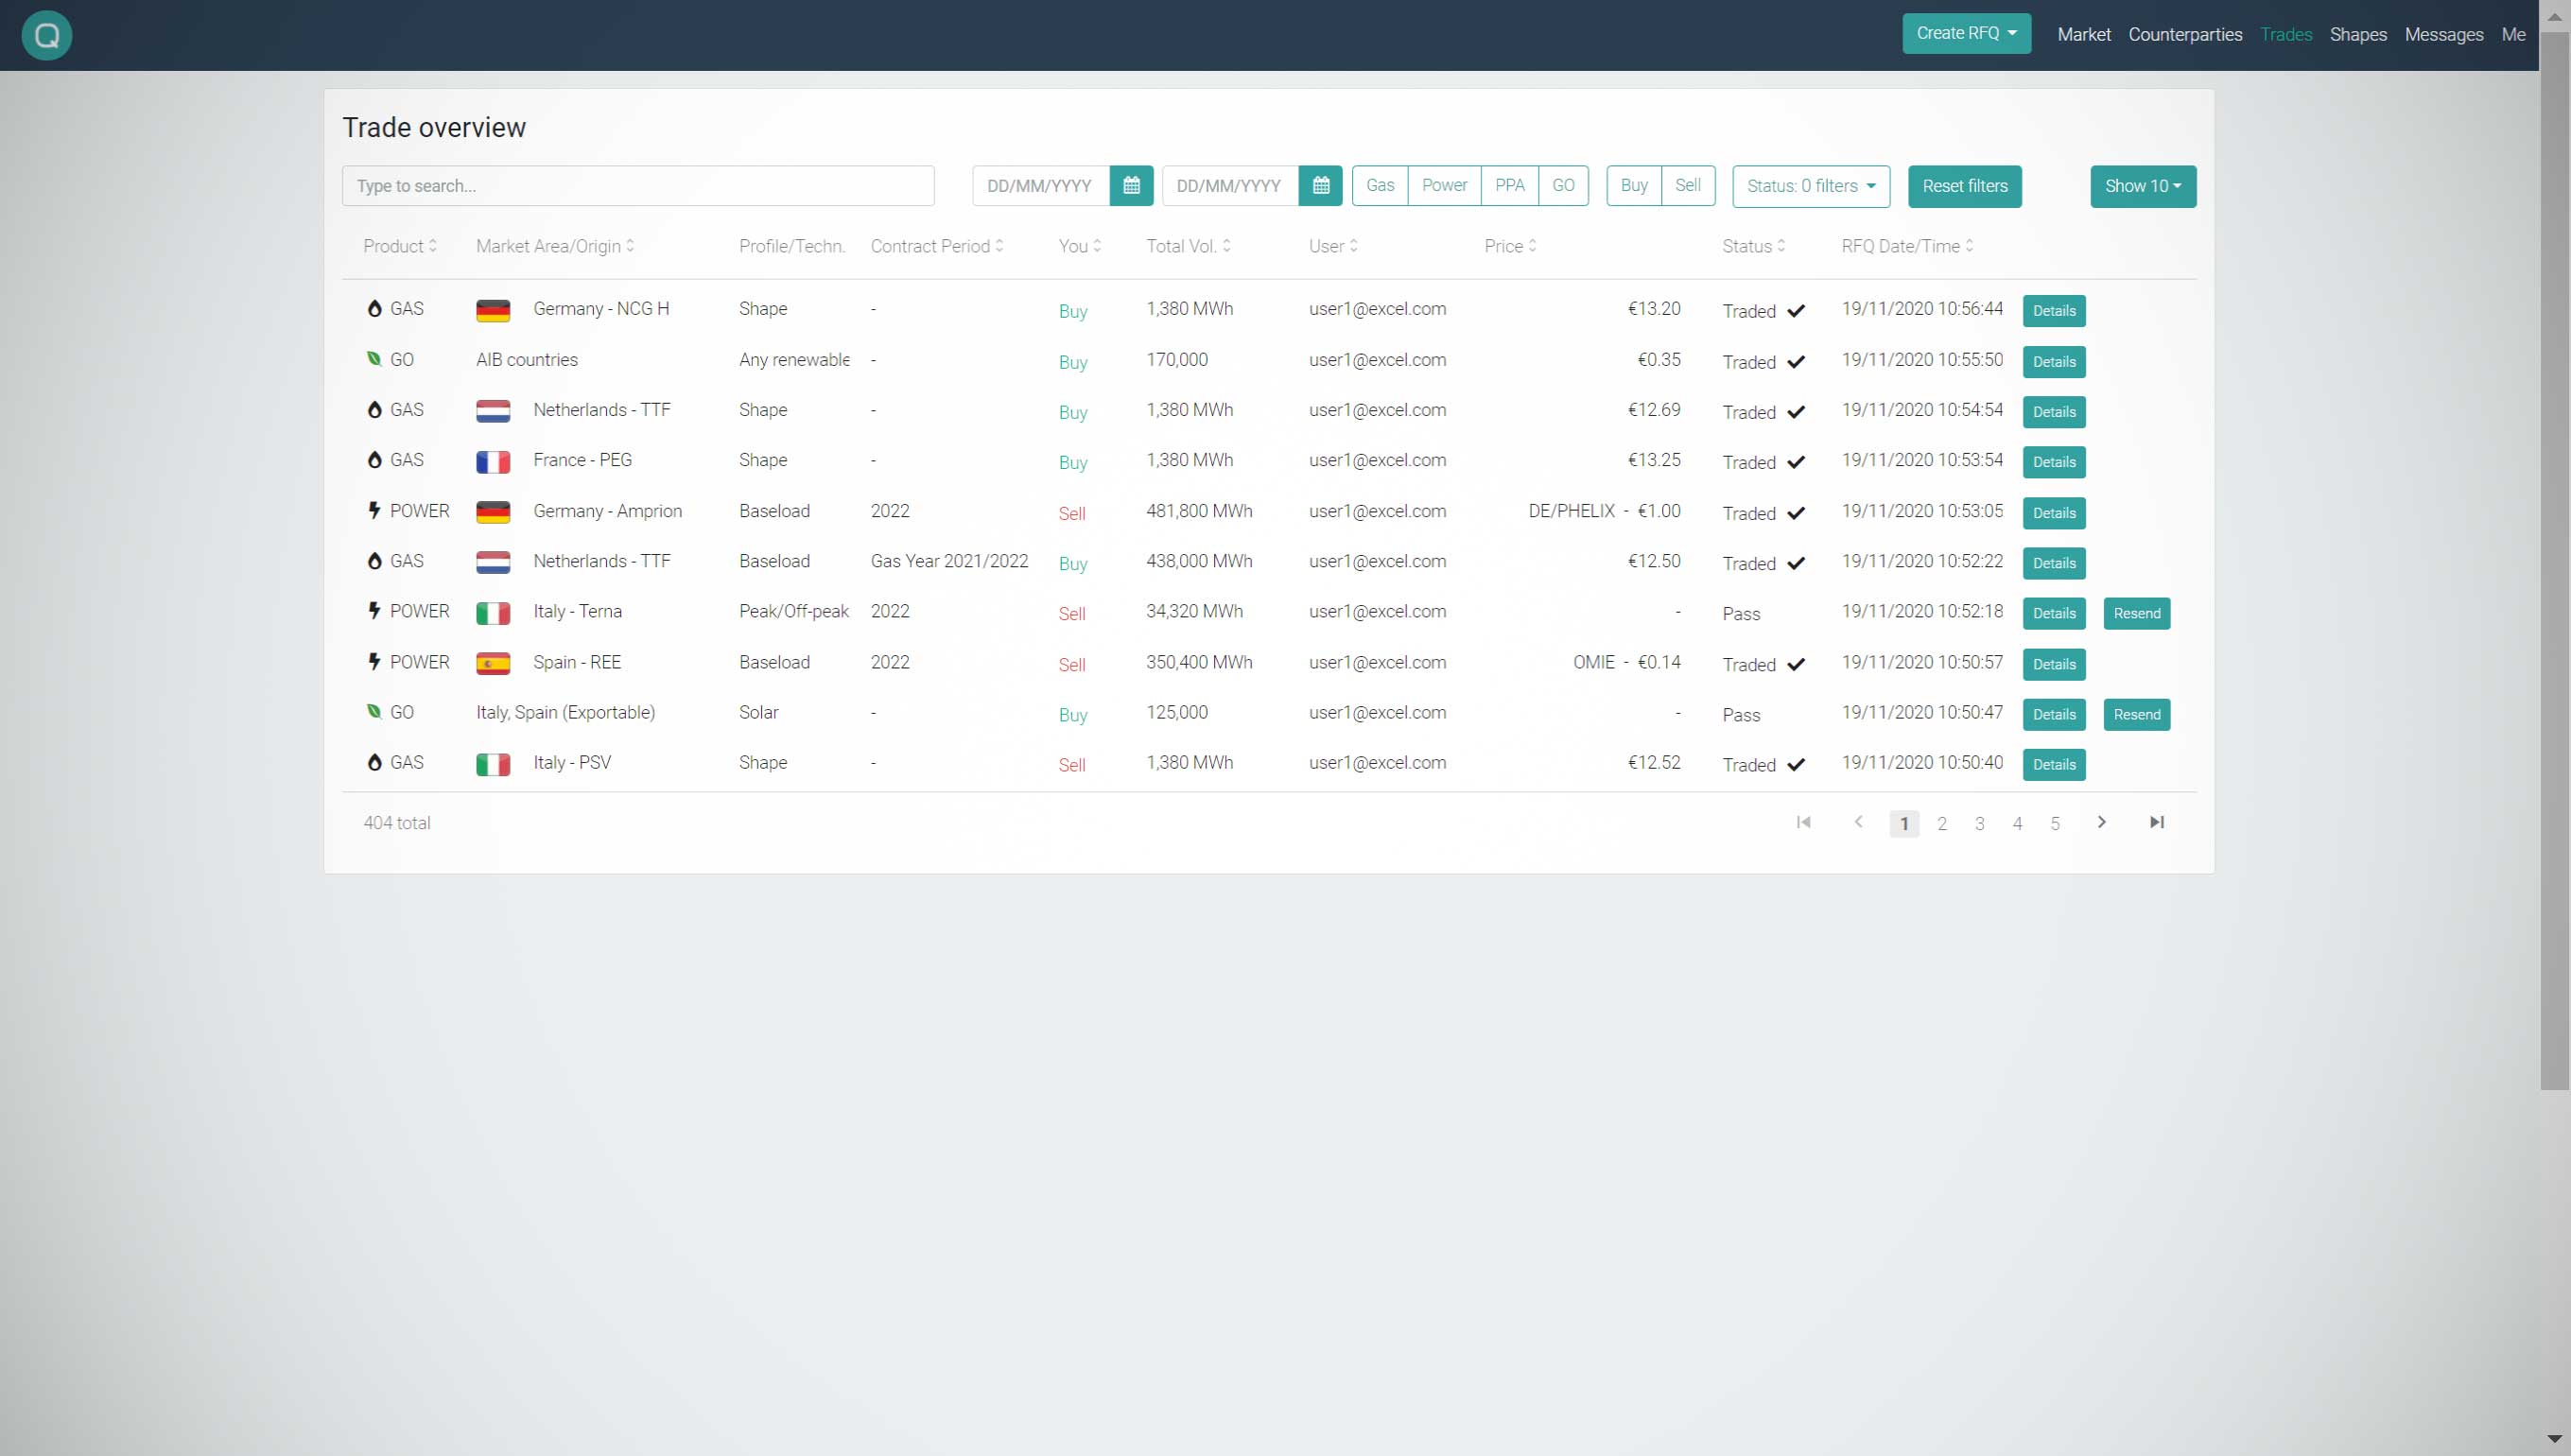 Q
Create RFQ Market Counterparties Trades Shapes Messages Me
Trade overview
Type to search... DD/MM/YYYY DD/MM/YYYY Gas Power PPA GO Buy Sell Status: 0 filters Reset filters Show 10
Product Market Area/Origin Profile/Techn. Contract Period You Total Vol. User Price Status RFQ Date/Time
GAS Germany - NCG H Shape - Buy 1,380 MWh user1@excel.com €13.20 Traded 19/11/2020 10:56:44 Details
GO AIB countries Any renewable - Buy 170,000 user1@excel.com €0.35 Traded 19/11/2020 10:55:50 Details
GAS Netherlands - TTF Shape - Buy 1,380 MWh user1@excel.com €12.69 Traded 19/11/2020 10:54:54 Details
GAS France - PEG Shape - Buy 1,380 MWh user1@excel.com €13.25 Traded 19/11/2020 10:53:54 Details
POWER Germany - Amprion Baseload 2022 Sell 481,800 MWh user1@excel.com DE/PHELIX - €1.00 Traded 19/11/2020 10:53:05 Details
GAS Netherlands - TTF Baseload Gas Year 2021/2022 Buy 438,000 MWh user1@excel.com €12.50 Traded 19/11/2020 10:52:22 Details
POWER Italy - Terna Peak/Off-peak 2022 Sell 34,320 MWh user1@excel.com - Pass 19/11/2020 10:52:18 Details Resend
POWER Spain - REE Baseload 2022 Sell 350,400 MWh user1@excel.com OMIE - €0.14 Traded 19/11/2020 10:50:57 Details
GO Italy, Spain (Exportable) Solar - Buy 125,000 user1@excel.com - Pass 19/11/2020 10:50:47 Details Resend
GAS Italy - PSV Shape - Sell 1,380 MWh user1@excel.com €12.52 Traded 19/11/2020 10:50:40 Details
404 total 1 2 3 4 5